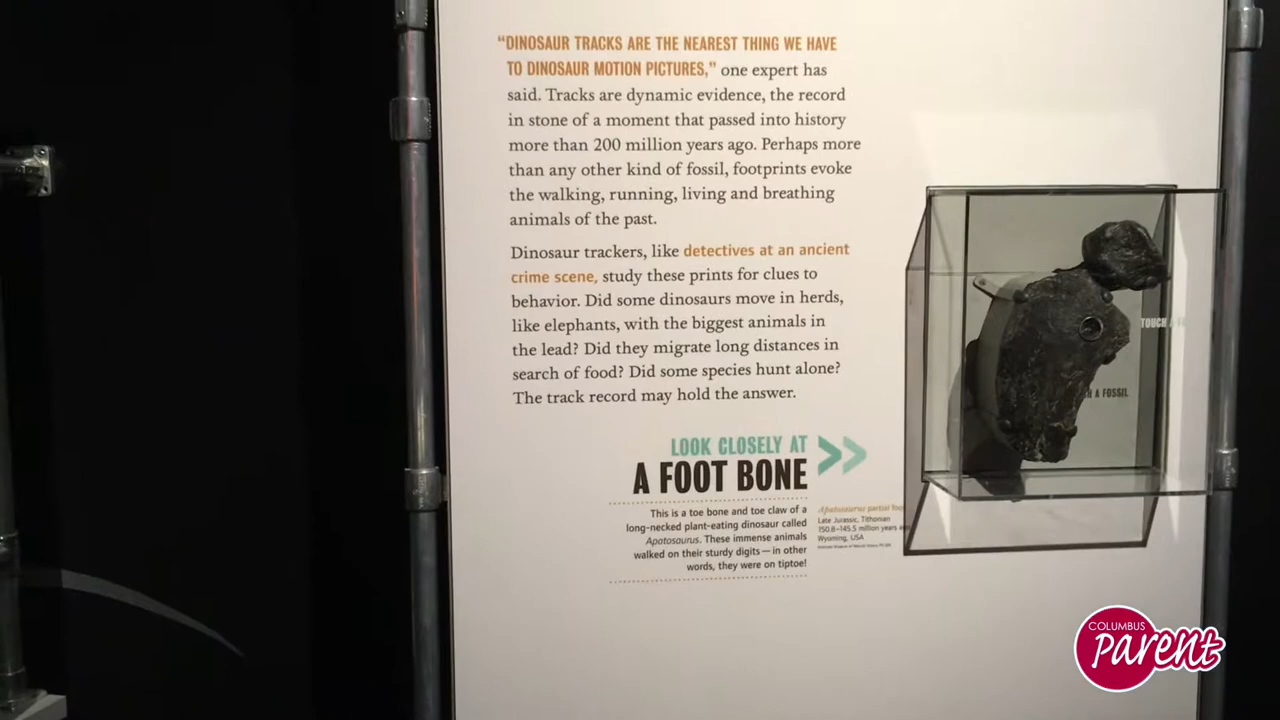 “DINOSAUR TRACKS ARE THE NEAREST THING WE HAVE
TO DINOSAUR MOTION PICTURES,” one expert has
said. Tracks are dynamic evidence, the record
in stone of a moment that passed into history
more than 200 million years ago. Perhaps more
than any other kind of fossil, footprints evoke
the walking, running, living and breathing
animals of the past.
Dinosaur trackers, like detectives at an ancient
crime scene, study these prints for clues to
behavior. Did some dinosaurs move in herds,
like elephants, with the biggest animals in
the lead? Did they migrate long distances in
search of food? Did some species hunt alone?
The track record may hold the answer.
LOOK CLOSELY AT
A FOOT BONE
This is a toe bone and toe claw of a
long-necked plant-eating dinosaur called
Apatosaurus. These immense animals
walked on their sturdy digits — in other
words, they were on tiptoe!
Apatosaurus partial
Late Jurassic, Tithonian
150.8–145.5 million years
Wyoming, USA
TOUCH A
A FOSSIL
COLUMBUS
Parent